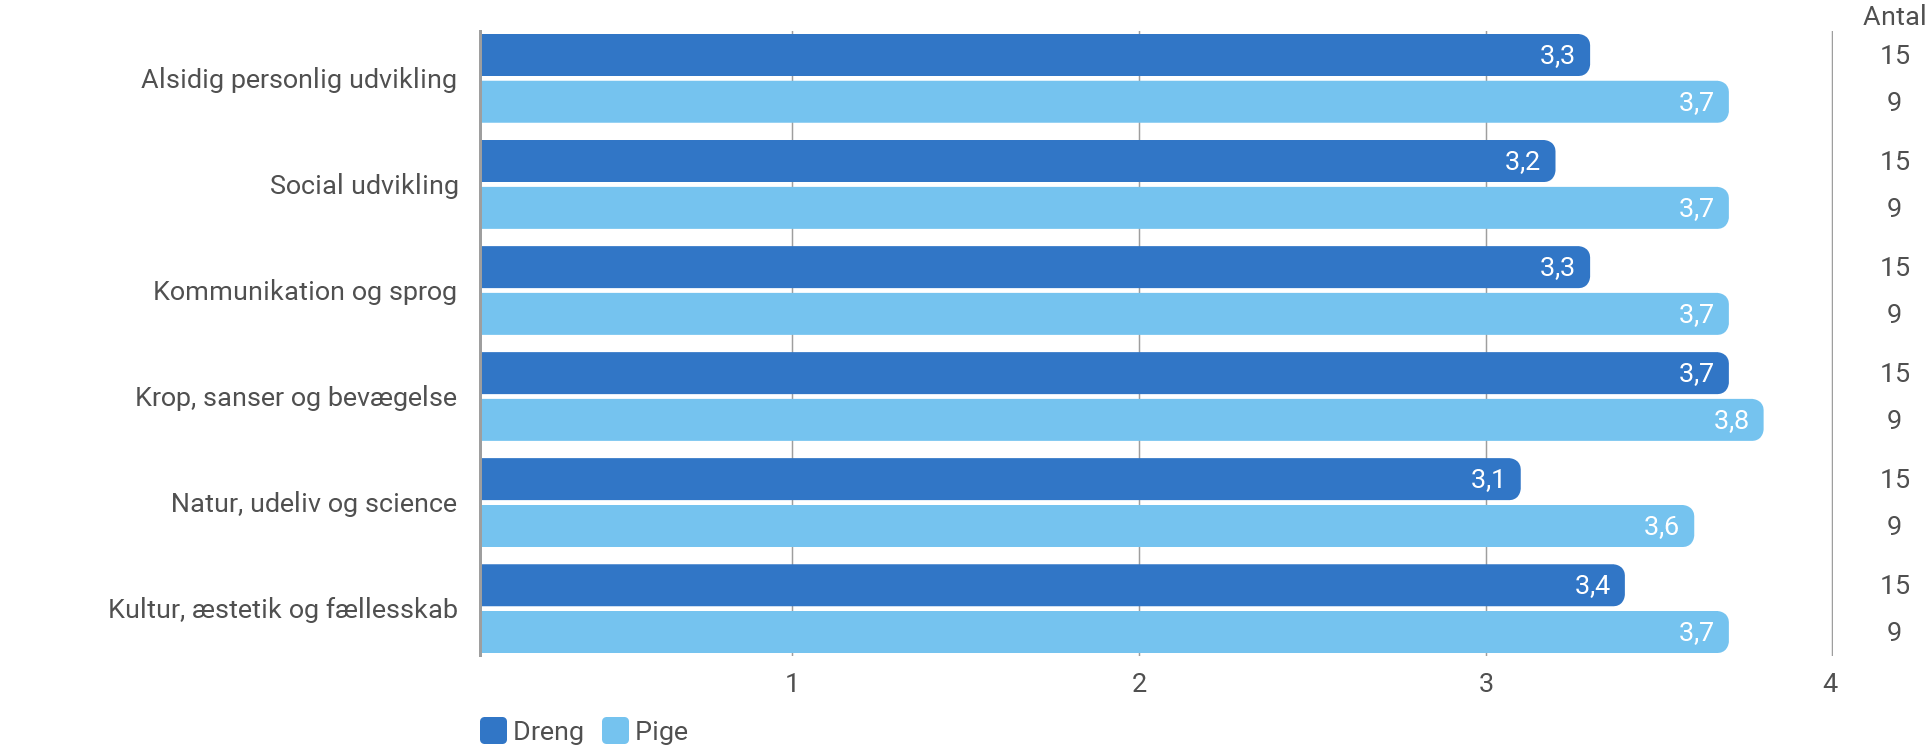 Antal
Alsidig personlig udvikling 3,3 15
3,7 9
Social udvikling 3,2 15
3,7 9
Kommunikation og sprog 3,3 15
3,7 9
Krop, sanser og bevægelse 3,7 15
3,8 9
Natur, udeliv og science 3,1 15
3,6 9
Kultur, æstetik og fællesskab 3,4 15
3,7 9
1 2 3 4
Dreng Pige